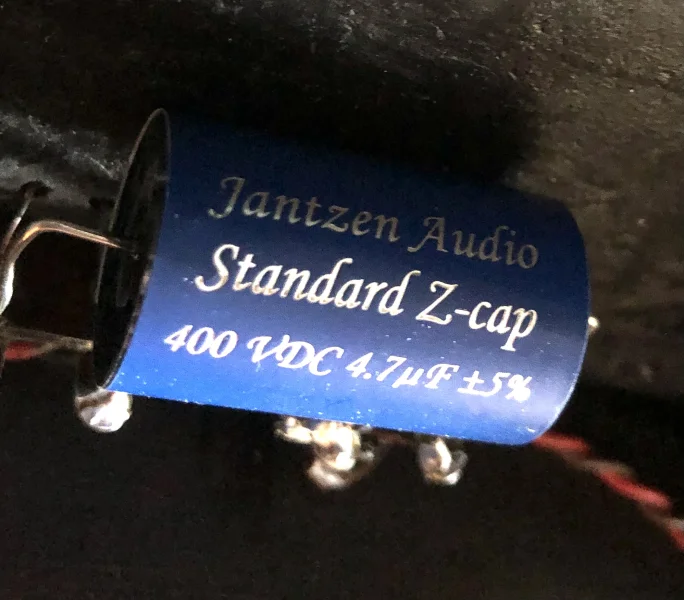 Jantzen Audio
Standard Z-cap
400 VDC 4.7µF ±5%